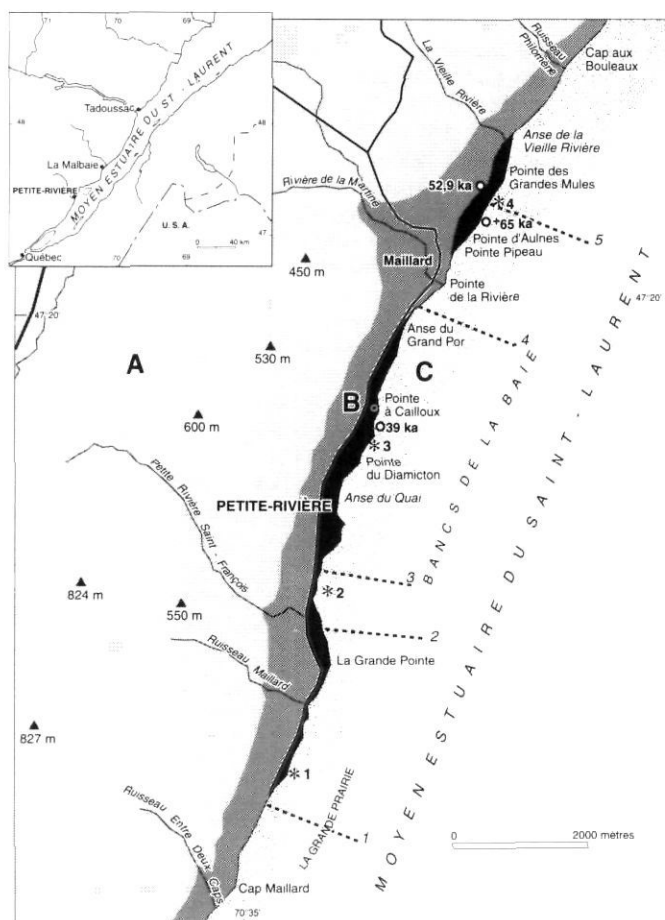 71
70
69
48
Tadoussac
MOYEN ESTUAIRE DU ST-LAURENT
48
La Malbaie
PETITE-RIVIÈRE
U.S.A.
Québec
0 40 km
70
69
Ruisseau Philomène
Cap aux
Bouleaux
La Vieille Rivière
Anse de la
Vieille Rivière
Rivière de la Martine
52,9 ka
Pointe des
Grandes Mules
4
+65 ka
5
Pointe d'Aulnes
Pointe Pipeau
Maillard
450 m
Pointe
de la Rivière
47°20'
47°20'
Anse du
Grand Por
4
530 m
A
B
C
Pointe
à Cailloux
600 m
39 ka
3
Pointe
du Diamicton
Anse du Quai
PETITE-RIVIÈRE
Petite Rivière Saint-François
BANCS DE LA BAIE
MOYEN ESTUAIRE DU SAINT-LAURENT
3
2
824 m
550 m
2
La Grande Pointe
Ruisseau Maillard
827 m
1
LA GRANDE PRAIRIE
Ruisseau Entre Deux Caps
1
0 2000 mètres
Cap Maillard
70°35'